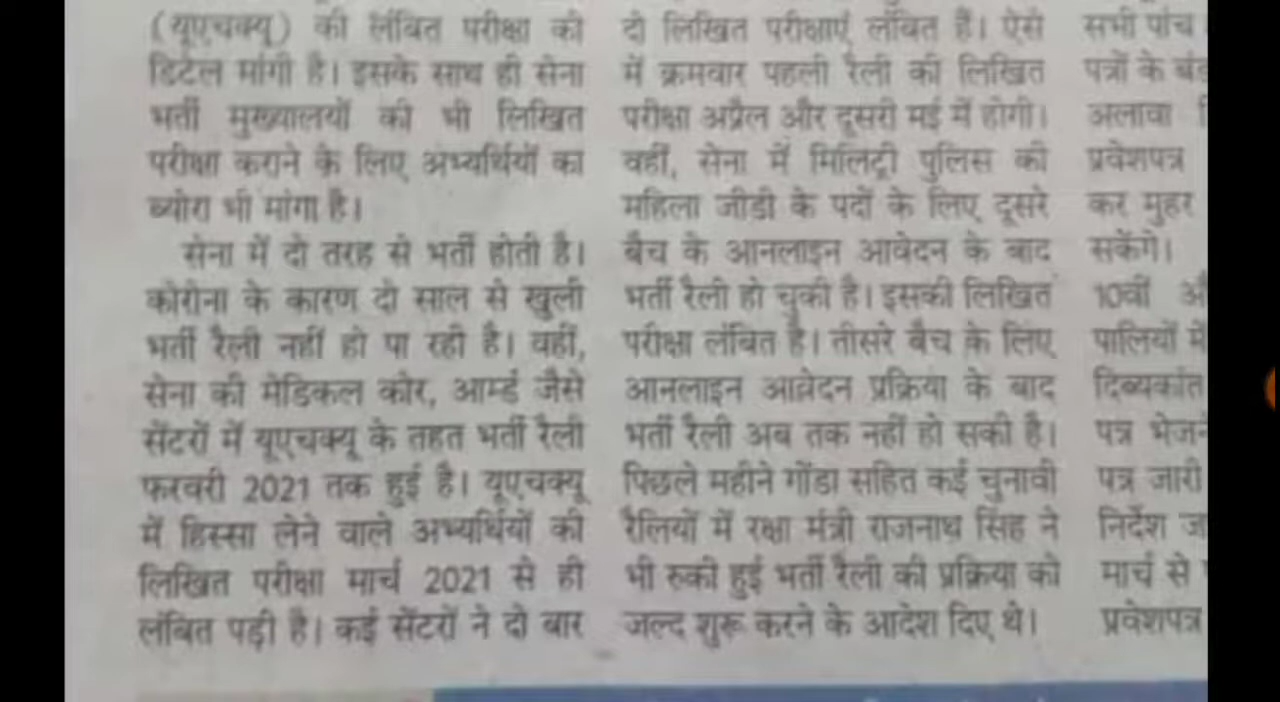 (यूएचक्यू) की लंबित परीक्षा की
डिटेल मांगी है। इसके साथ ही सेना
भर्ती मुख्यालयों की भी लिखित
परीक्षा कराने के लिए अभ्यर्थियों का
ब्योरा भी मांगा है।
सेना में दो तरह से भर्ती होती है।
कोरोना के कारण दो साल से खुली
भर्ती रैली नहीं हो पा रही है। वहीं,
सेना की मेडिकल कोर, आर्म्ड जैसे
सेंटरों में यूएचक्यू के तहत भर्ती रैली
फरवरी 2021 तक हुई है। यूएचक्यू
में हिस्सा लेने वाले अभ्यर्थियों की
लिखित परीक्षा मार्च 2021 से ही
लंबित पड़ी है। कई सेंटरों ने दो बार
दो लिखित परीक्षाएं लंबित हैं। ऐसे
में क्रमवार पहली रैली की लिखित
परीक्षा अप्रैल और दूसरी मई में होगी।
वहीं, सेना में मिलिट्री पुलिस की
महिला जीडी के पदों के लिए दूसरे
बैच के आनलाइन आवेदन के बाद
भर्ती रैली हो चुकी है। इसकी लिखित
परीक्षा लंबित है। तीसरे बैच के लिए
आनलाइन आवेदन प्रक्रिया के बाद
भर्ती रैली अब तक नहीं हो सकी है।
पिछले महीने गोंडा सहित कई चुनावी
रैलियों में रक्षा मंत्री राजनाथ सिंह ने
भी रुकी हुई भर्ती रैली की प्रक्रिया को
जल्द शुरू करने के आदेश दिए थे।
सभी पांच
पत्रों के
अलावा
प्रवेशपत्र
कर मुहर
सकेंगे।
10वीं
पालियों में
दिव्यकांत
पत्र
पत्र जारी
निर्देश
मार्च से
प्रवेशपत्र